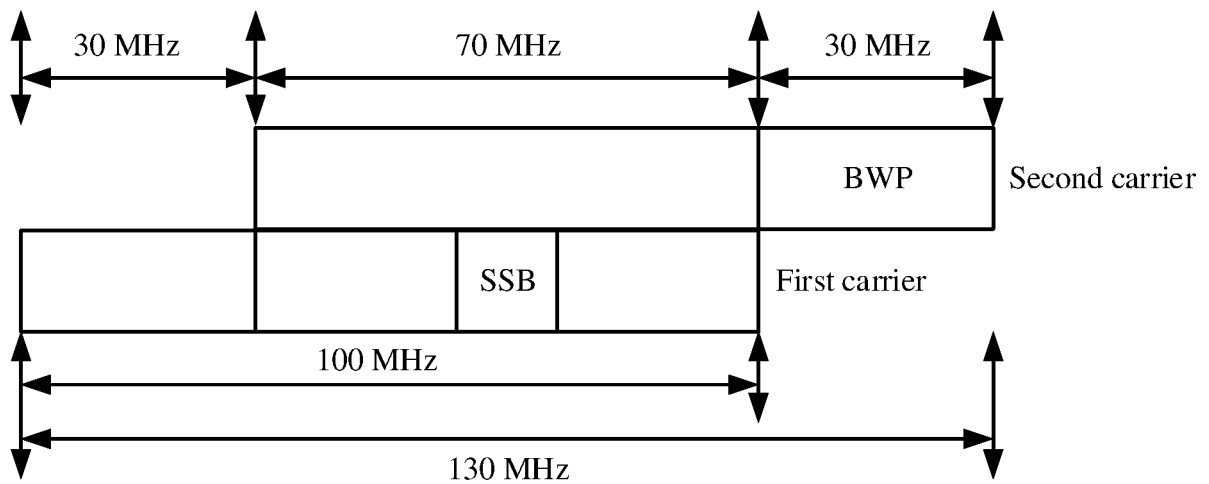 30 MHz
70 MHz
30 MHz
BWP
Second carrier
SSB
First carrier
100 MHz
130 MHz